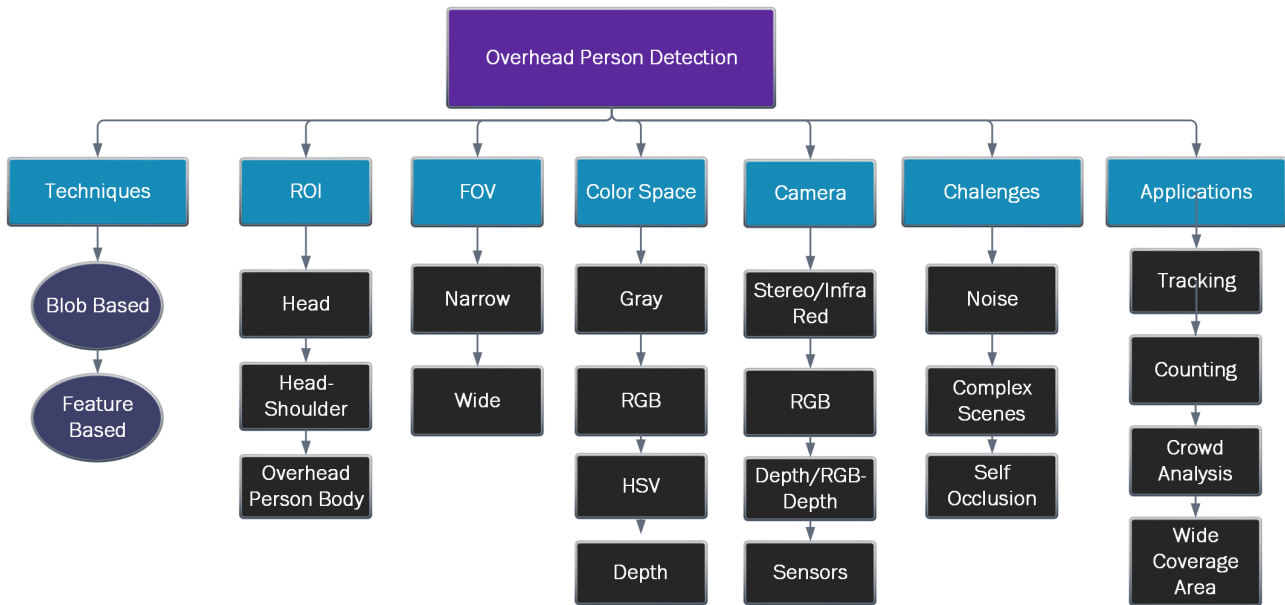 Overhead Person Detection
Techniques
ROI
FOV
Color Space
Camera
Chalenges
Applications
Blob Based
Feature
Based
Head
Head-
Shoulder
Overhead
Person Body
Narrow
Wide
Gray
RGB
HSV
Depth
Stereo/Infra
Red
RGB
Depth/RGB-
Depth
Sensors
Noise
Complex
Scenes
Self
Occlusion
Tracking
Counting
Crowd
Analysis
Wide
Coverage
Area